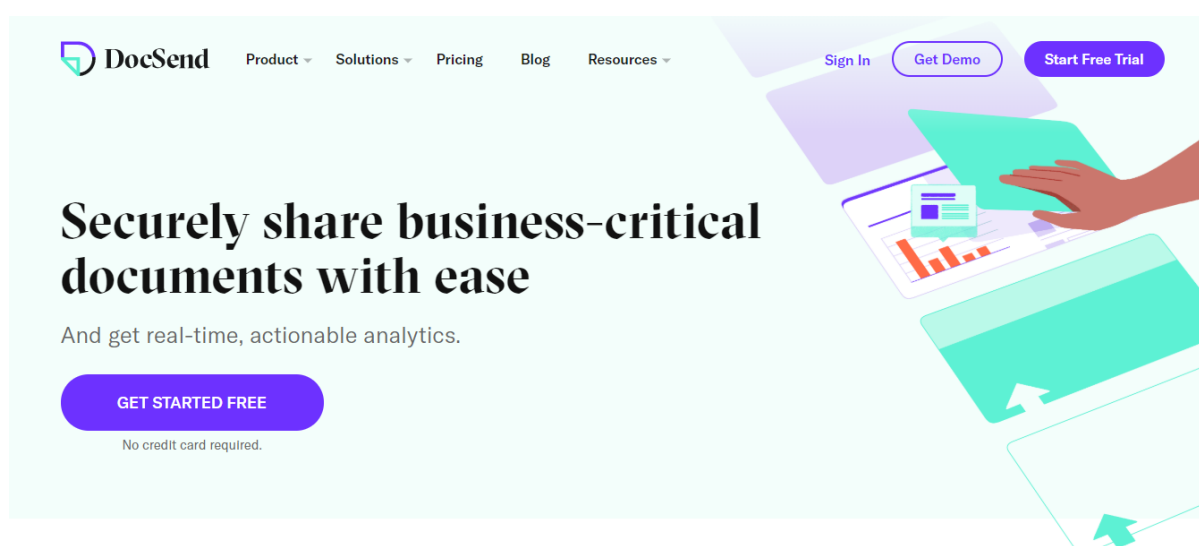 DocSend
Product
Solutions
Pricing
Blog
Resources
Sign In
Get Demo
Start Free Trial
Securely share business-critical
documents with ease
And get real-time, actionable analytics.
GET STARTED FREE
No credit card required.